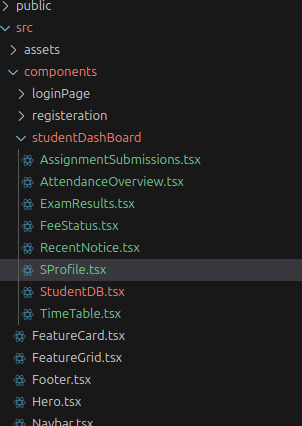 public
src
assets
components
loginPage
registeration
studentDashBoard
AssignmentSubmissions.tsx
AttendanceOverview.tsx
ExamResults.tsx
FeeStatus.tsx
RecentNotice.tsx
SProfile.tsx
StudentDB.tsx
TimeTable.tsx
FeatureCard.tsx
FeatureGrid.tsx
Footer.tsx
Hero.tsx
Navbar.tsx